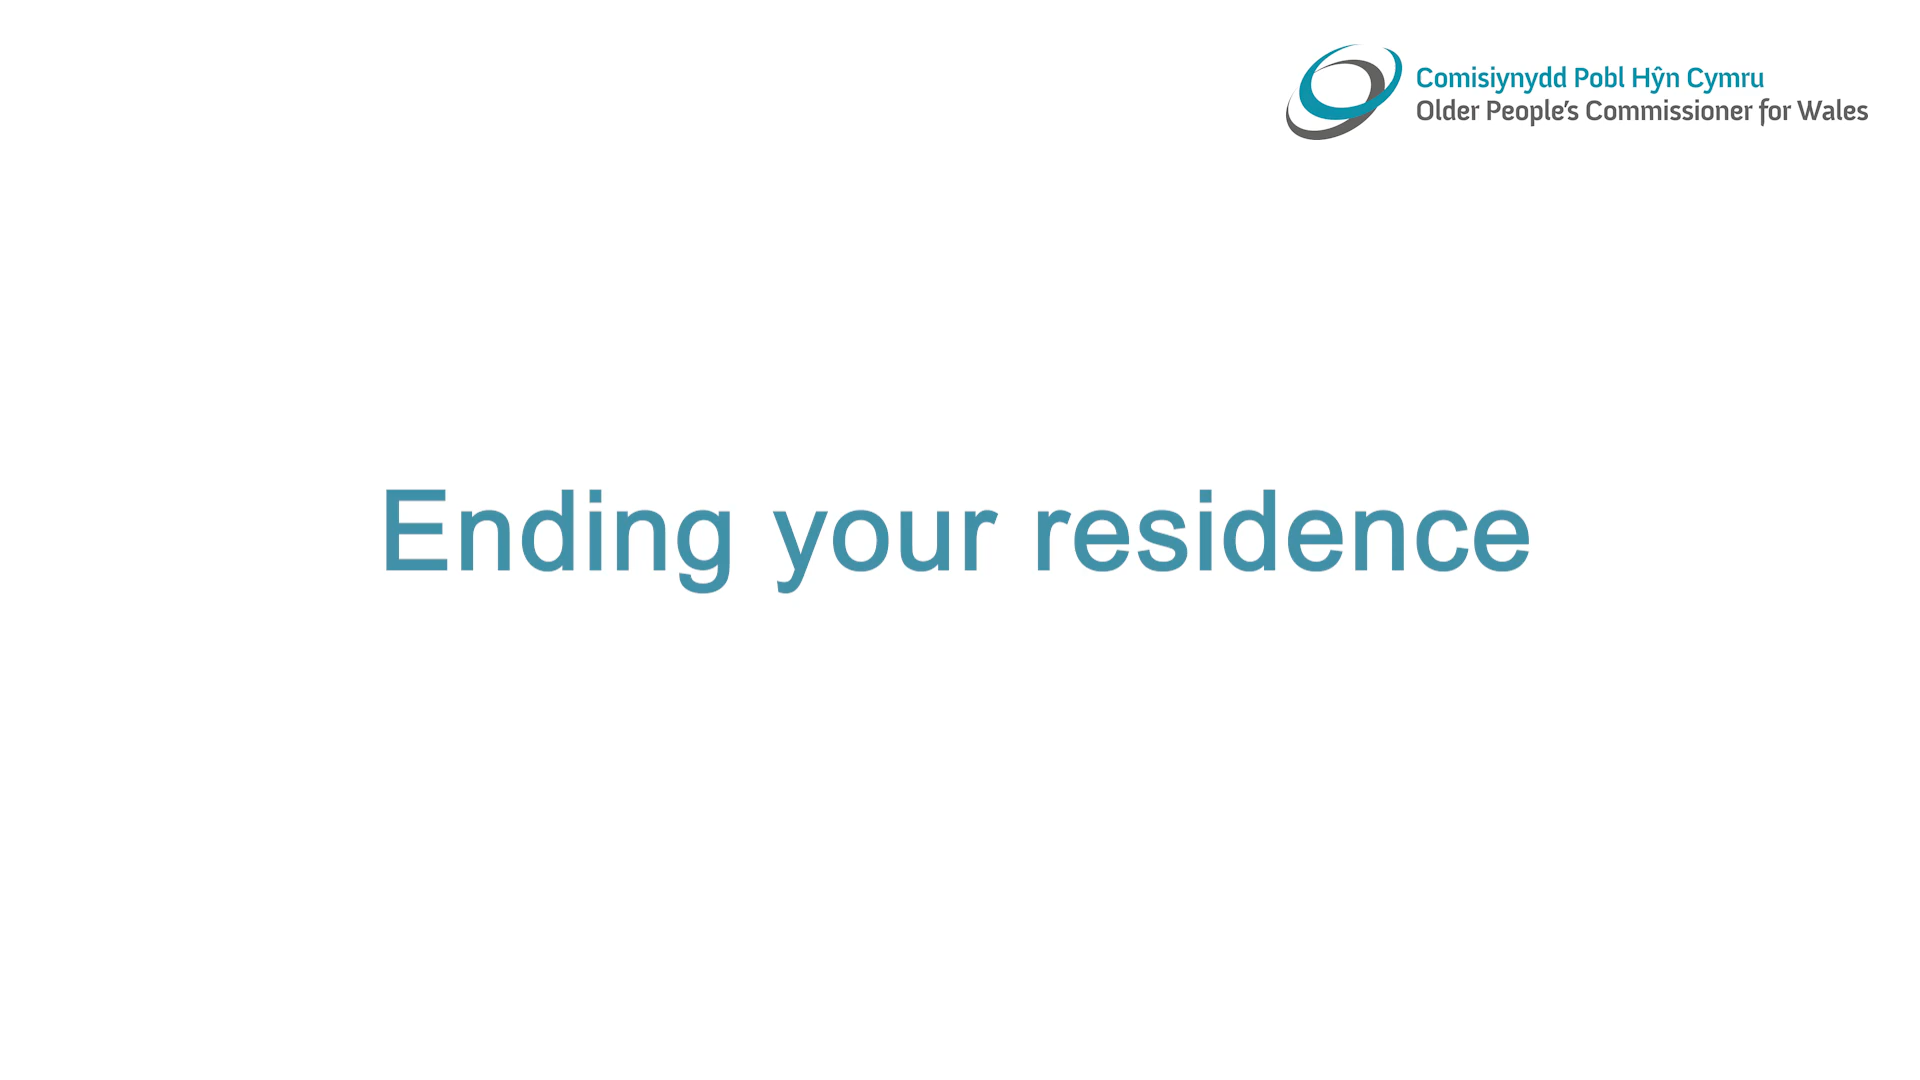 Comisiynydd Pobl Hŷn Cymru
Older People's Commissioner for Wales
Ending your residence